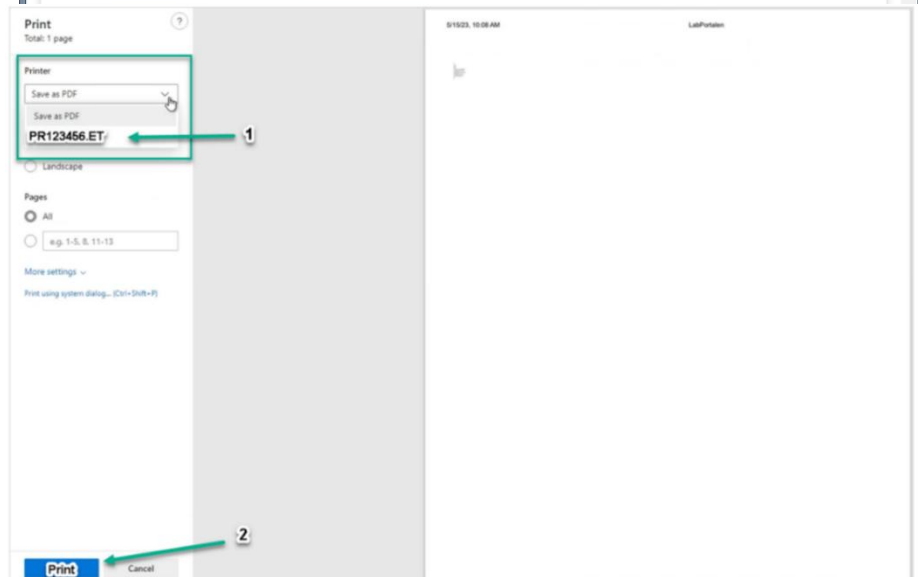 Print
?
Total: 1 page
Printer
Save as PDF
Save as PDF
PR123456.ET
1
Landscape
Pages
All
e.g. 1-5, 8, 11-13
More settings
Print using system dialog... (Ctrl+Shift+P)
2
Print
Cancel
5/15/23, 10:08 AM
LabPortalen